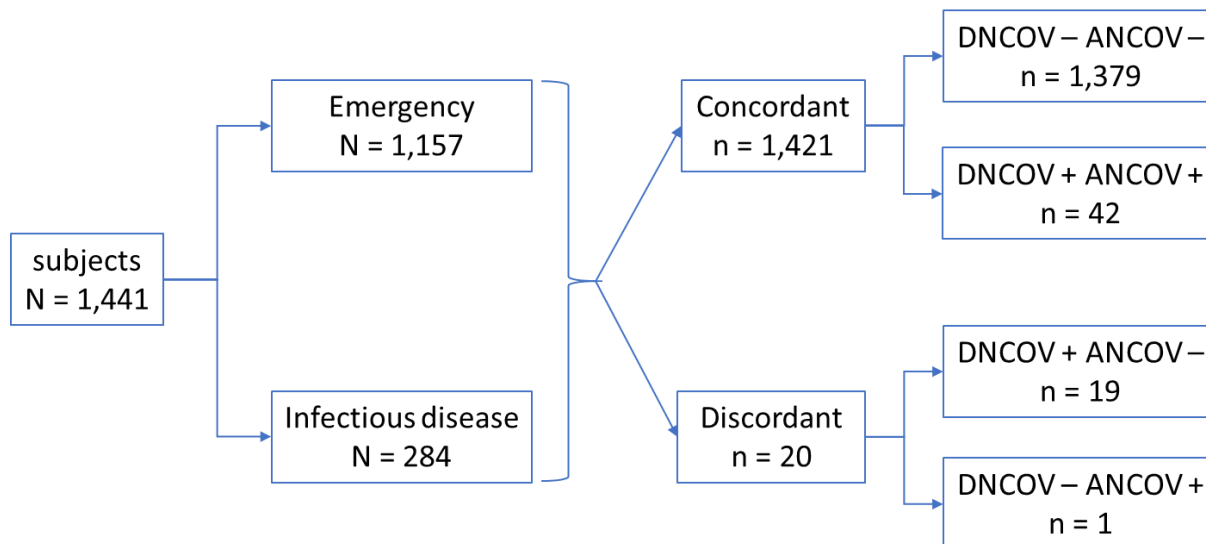 subjects
N = 1,441
Emergency
N = 1,157
Infectious disease
N = 284
Concordant
n = 1,421
Discordant
n = 20
DNCOV – ANCOV –
n = 1,379
DNCOV + ANCOV +
n = 42
DNCOV + ANCOV –
n = 19
DNCOV – ANCOV +
n = 1